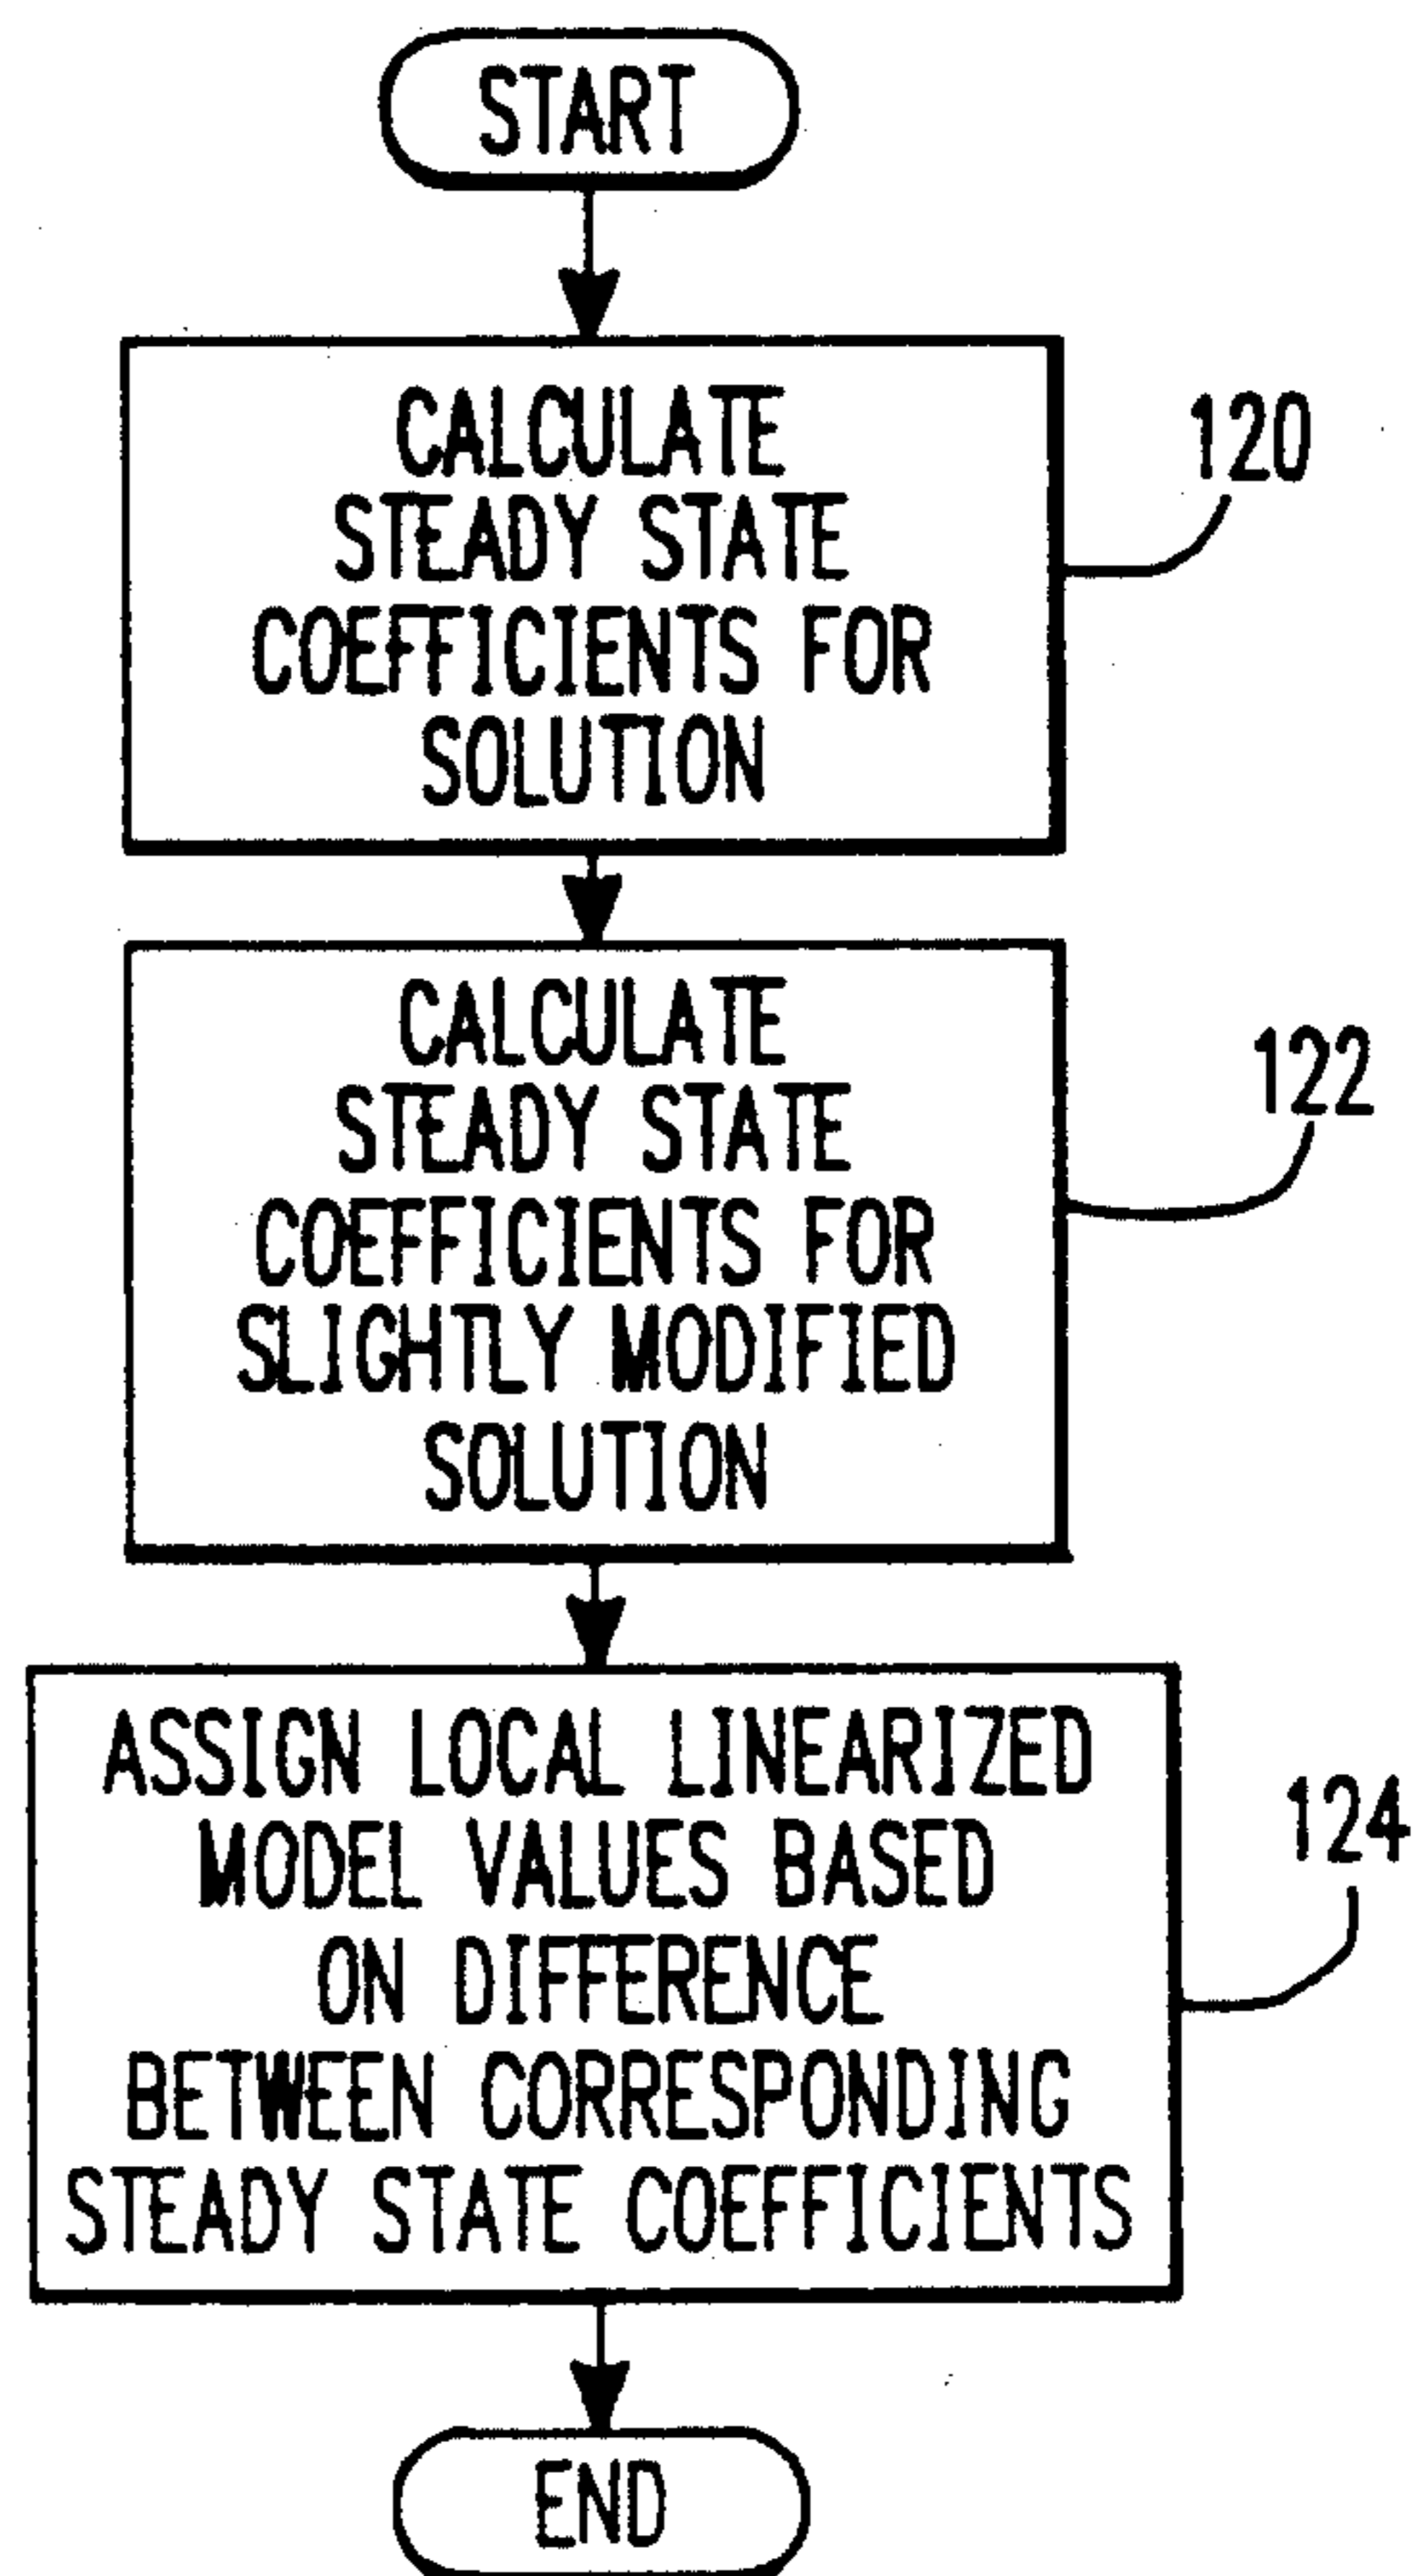 START
CALCULATE
STEADY STATE
COEFFICIENTS FOR
SOLUTION
120
CALCULATE
STEADY STATE
COEFFICIENTS FOR
SLIGHTLY MODIFIED
SOLUTION
122
ASSIGN LOCAL LINEARIZED
MODEL VALUES BASED
ON DIFFERENCE
BETWEEN CORRESPONDING
STEADY STATE COEFFICIENTS
124
END